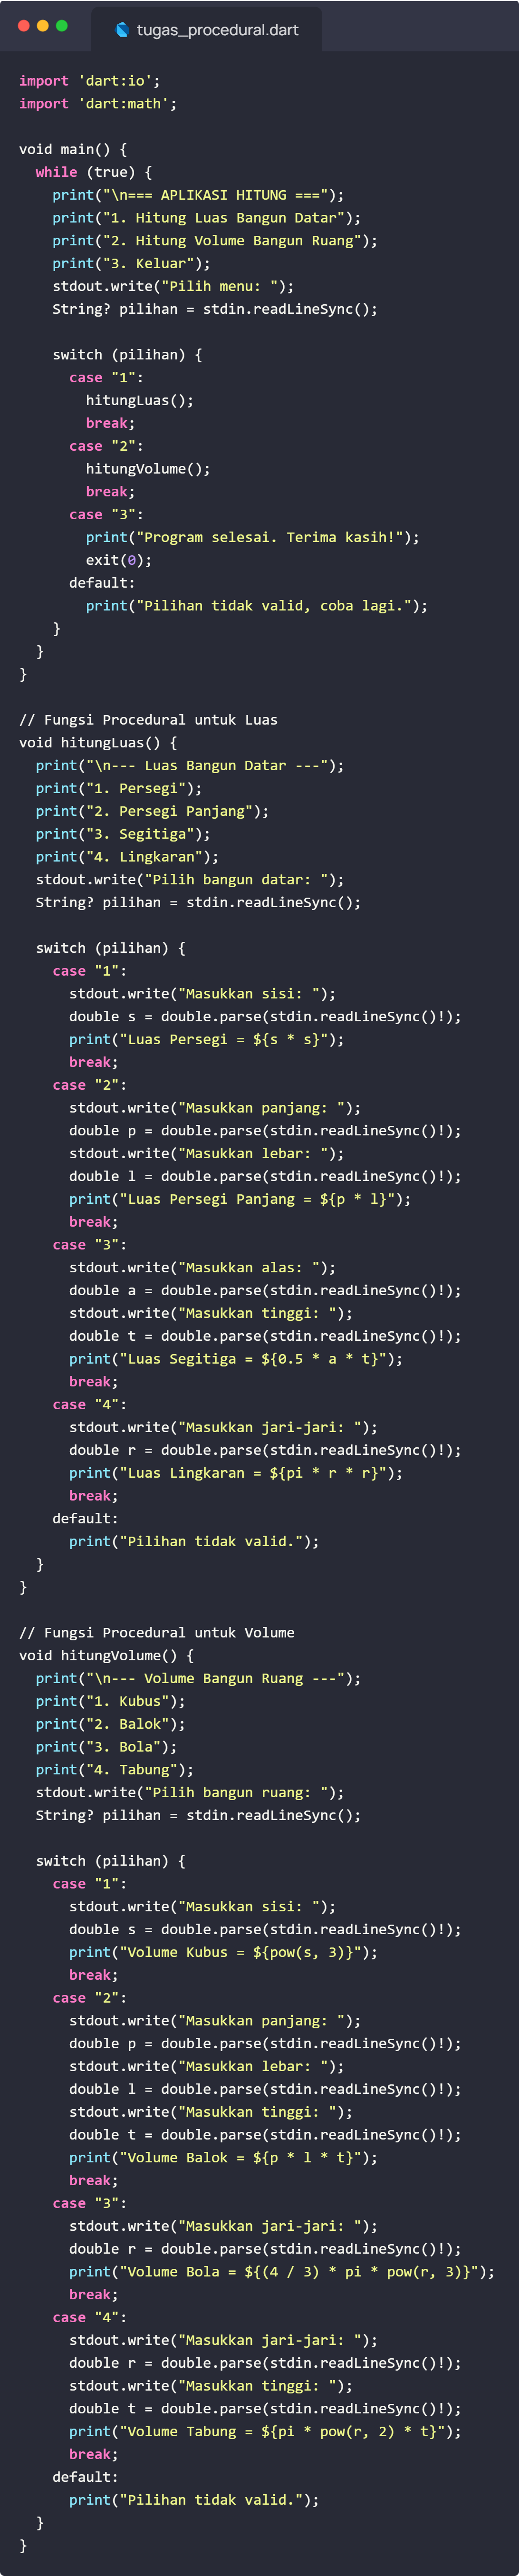 tugas_procedural.dart
import 'dart:io';
import 'dart:math';

void main() {
  while (true) {
    print("\n=== APLIKASI HITUNG ===");
    print("1. Hitung Luas Bangun Datar");
    print("2. Hitung Volume Bangun Ruang");
    print("3. Keluar");
    stdout.write("Pilih menu: ");
    String? pilihan = stdin.readLineSync();

    switch (pilihan) {
      case "1":
        hitungLuas();
        break;
      case "2":
        hitungVolume();
        break;
      case "3":
        print("Program selesai. Terima kasih!");
        exit(0);
      default:
        print("Pilihan tidak valid, coba lagi.");
    }
  }
}

// Fungsi Procedural untuk Luas
void hitungLuas() {
  print("\n--- Luas Bangun Datar ---");
  print("1. Persegi");
  print("2. Persegi Panjang");
  print("3. Segitiga");
  print("4. Lingkaran");
  stdout.write("Pilih bangun datar: ");
  String? pilihan = stdin.readLineSync();

  switch (pilihan) {
    case "1":
      stdout.write("Masukkan sisi: ");
      double s = double.parse(stdin.readLineSync()!);
      print("Luas Persegi = ${s * s}");
      break;
    case "2":
      stdout.write("Masukkan panjang: ");
      double p = double.parse(stdin.readLineSync()!);
      stdout.write("Masukkan lebar: ");
      double l = double.parse(stdin.readLineSync()!);
      print("Luas Persegi Panjang = ${p * l}");
      break;
    case "3":
      stdout.write("Masukkan alas: ");
      double a = double.parse(stdin.readLineSync()!);
      stdout.write("Masukkan tinggi: ");
      double t = double.parse(stdin.readLineSync()!);
      print("Luas Segitiga = ${0.5 * a * t}");
      break;
    case "4":
      stdout.write("Masukkan jari-jari: ");
      double r = double.parse(stdin.readLineSync()!);
      print("Luas Lingkaran = ${pi * r * r}");
      break;
    default:
      print("Pilihan tidak valid.");
  }
}

// Fungsi Procedural untuk Volume
void hitungVolume() {
  print("\n--- Volume Bangun Ruang ---");
  print("1. Kubus");
  print("2. Balok");
  print("3. Bola");
  print("4. Tabung");
  stdout.write("Pilih bangun ruang: ");
  String? pilihan = stdin.readLineSync();

  switch (pilihan) {
    case "1":
      stdout.write("Masukkan sisi: ");
      double s = double.parse(stdin.readLineSync()!);
      print("Volume Kubus = ${pow(s, 3)}");
      break;
    case "2":
      stdout.write("Masukkan panjang: ");
      double p = double.parse(stdin.readLineSync()!);
      stdout.write("Masukkan lebar: ");
      double l = double.parse(stdin.readLineSync()!);
      stdout.write("Masukkan tinggi: ");
      double t = double.parse(stdin.readLineSync()!);
      print("Volume Balok = ${p * l * t}");
      break;
    case "3":
      stdout.write("Masukkan jari-jari: ");
      double r = double.parse(stdin.readLineSync()!);
      print("Volume Bola = ${(4 / 3) * pi * pow(r, 3)}");
      break;
    case "4":
      stdout.write("Masukkan jari-jari: ");
      double r = double.parse(stdin.readLineSync()!);
      stdout.write("Masukkan tinggi: ");
      double t = double.parse(stdin.readLineSync()!);
      print("Volume Tabung = ${pi * pow(r, 2) * t}");
      break;
    default:
      print("Pilihan tidak valid.");
  }
}